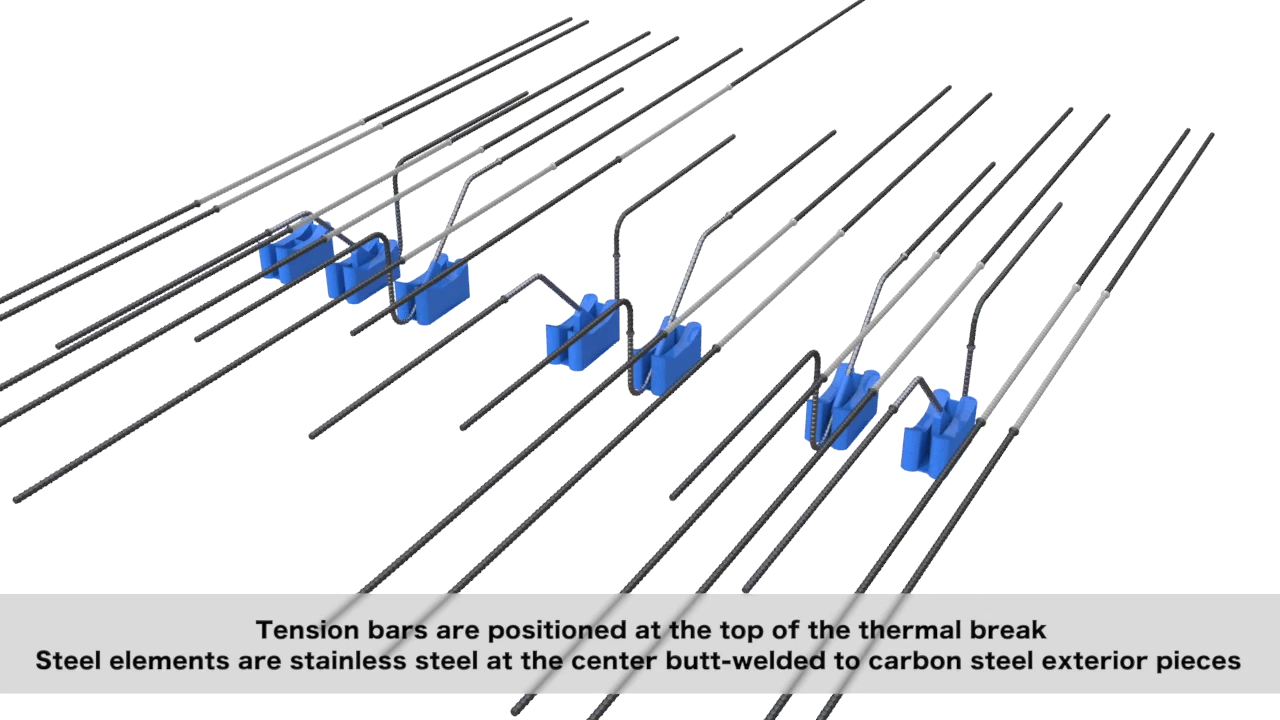 Tension bars are positioned at the top of the thermal break
Steel elements are stainless steel at the center butt-welded to carbon steel exterior pieces